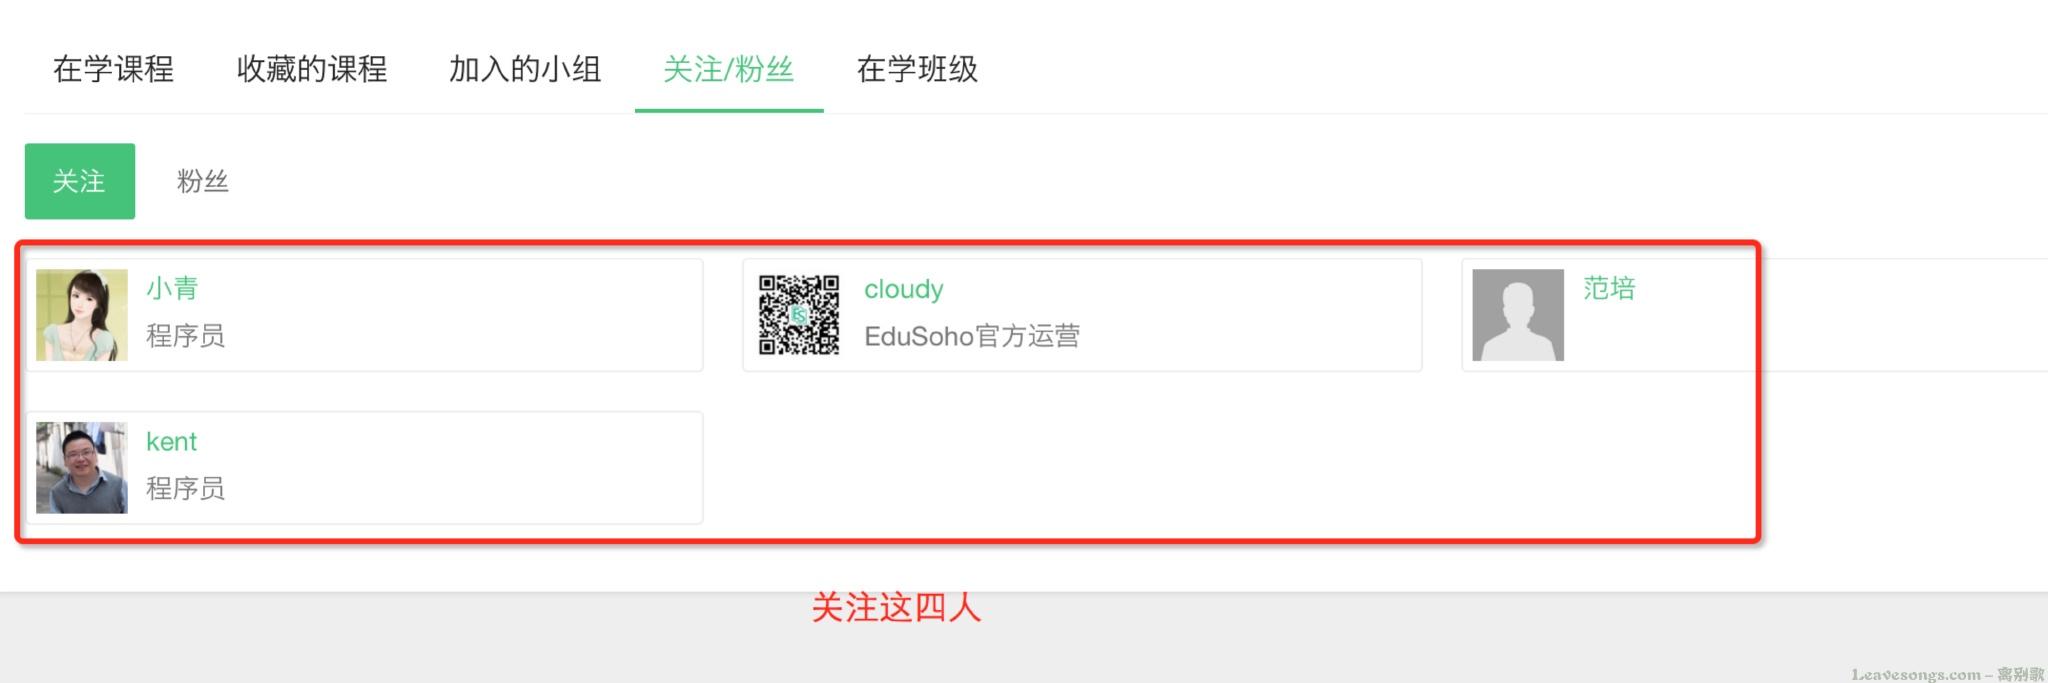 在学课程 收藏的课程 加入的小组 关注/粉丝 在学班级
关注 粉丝
小青
程序员
cloudy
EduSoho官方运营
范培
kent
程序员
关注这四人
Leavesongs.com – 离别歌